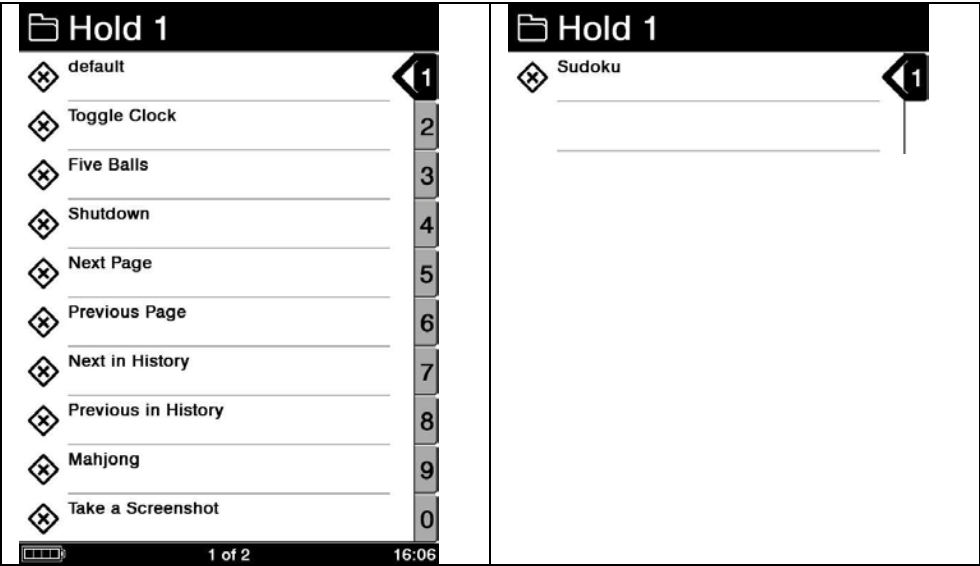 Hold 1
default 1
Toggle Clock 2
Five Balls 3
Shutdown 4
Next Page 5
Previous Page 6
Next in History 7
Previous in History 8
Mahjong 9
Take a Screenshot 0
1 of 2 16:06
Hold 1
Sudoku 1